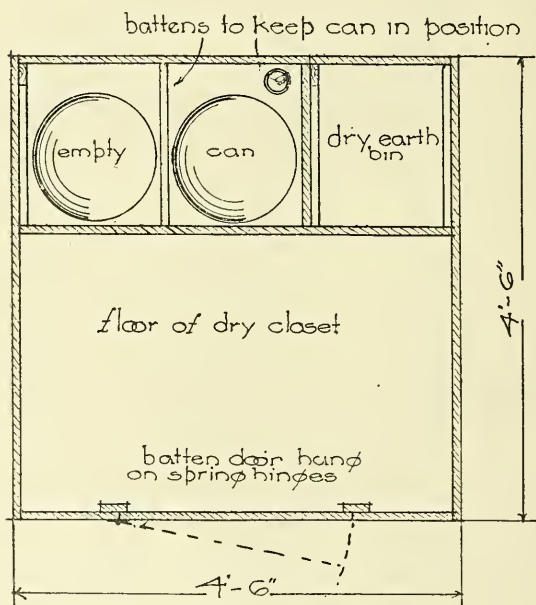 battens to keep can in position
empty
can
dry earth
bin
floor of dry closet
4'-6"
batten door hung
on spring hinges
4'-6"